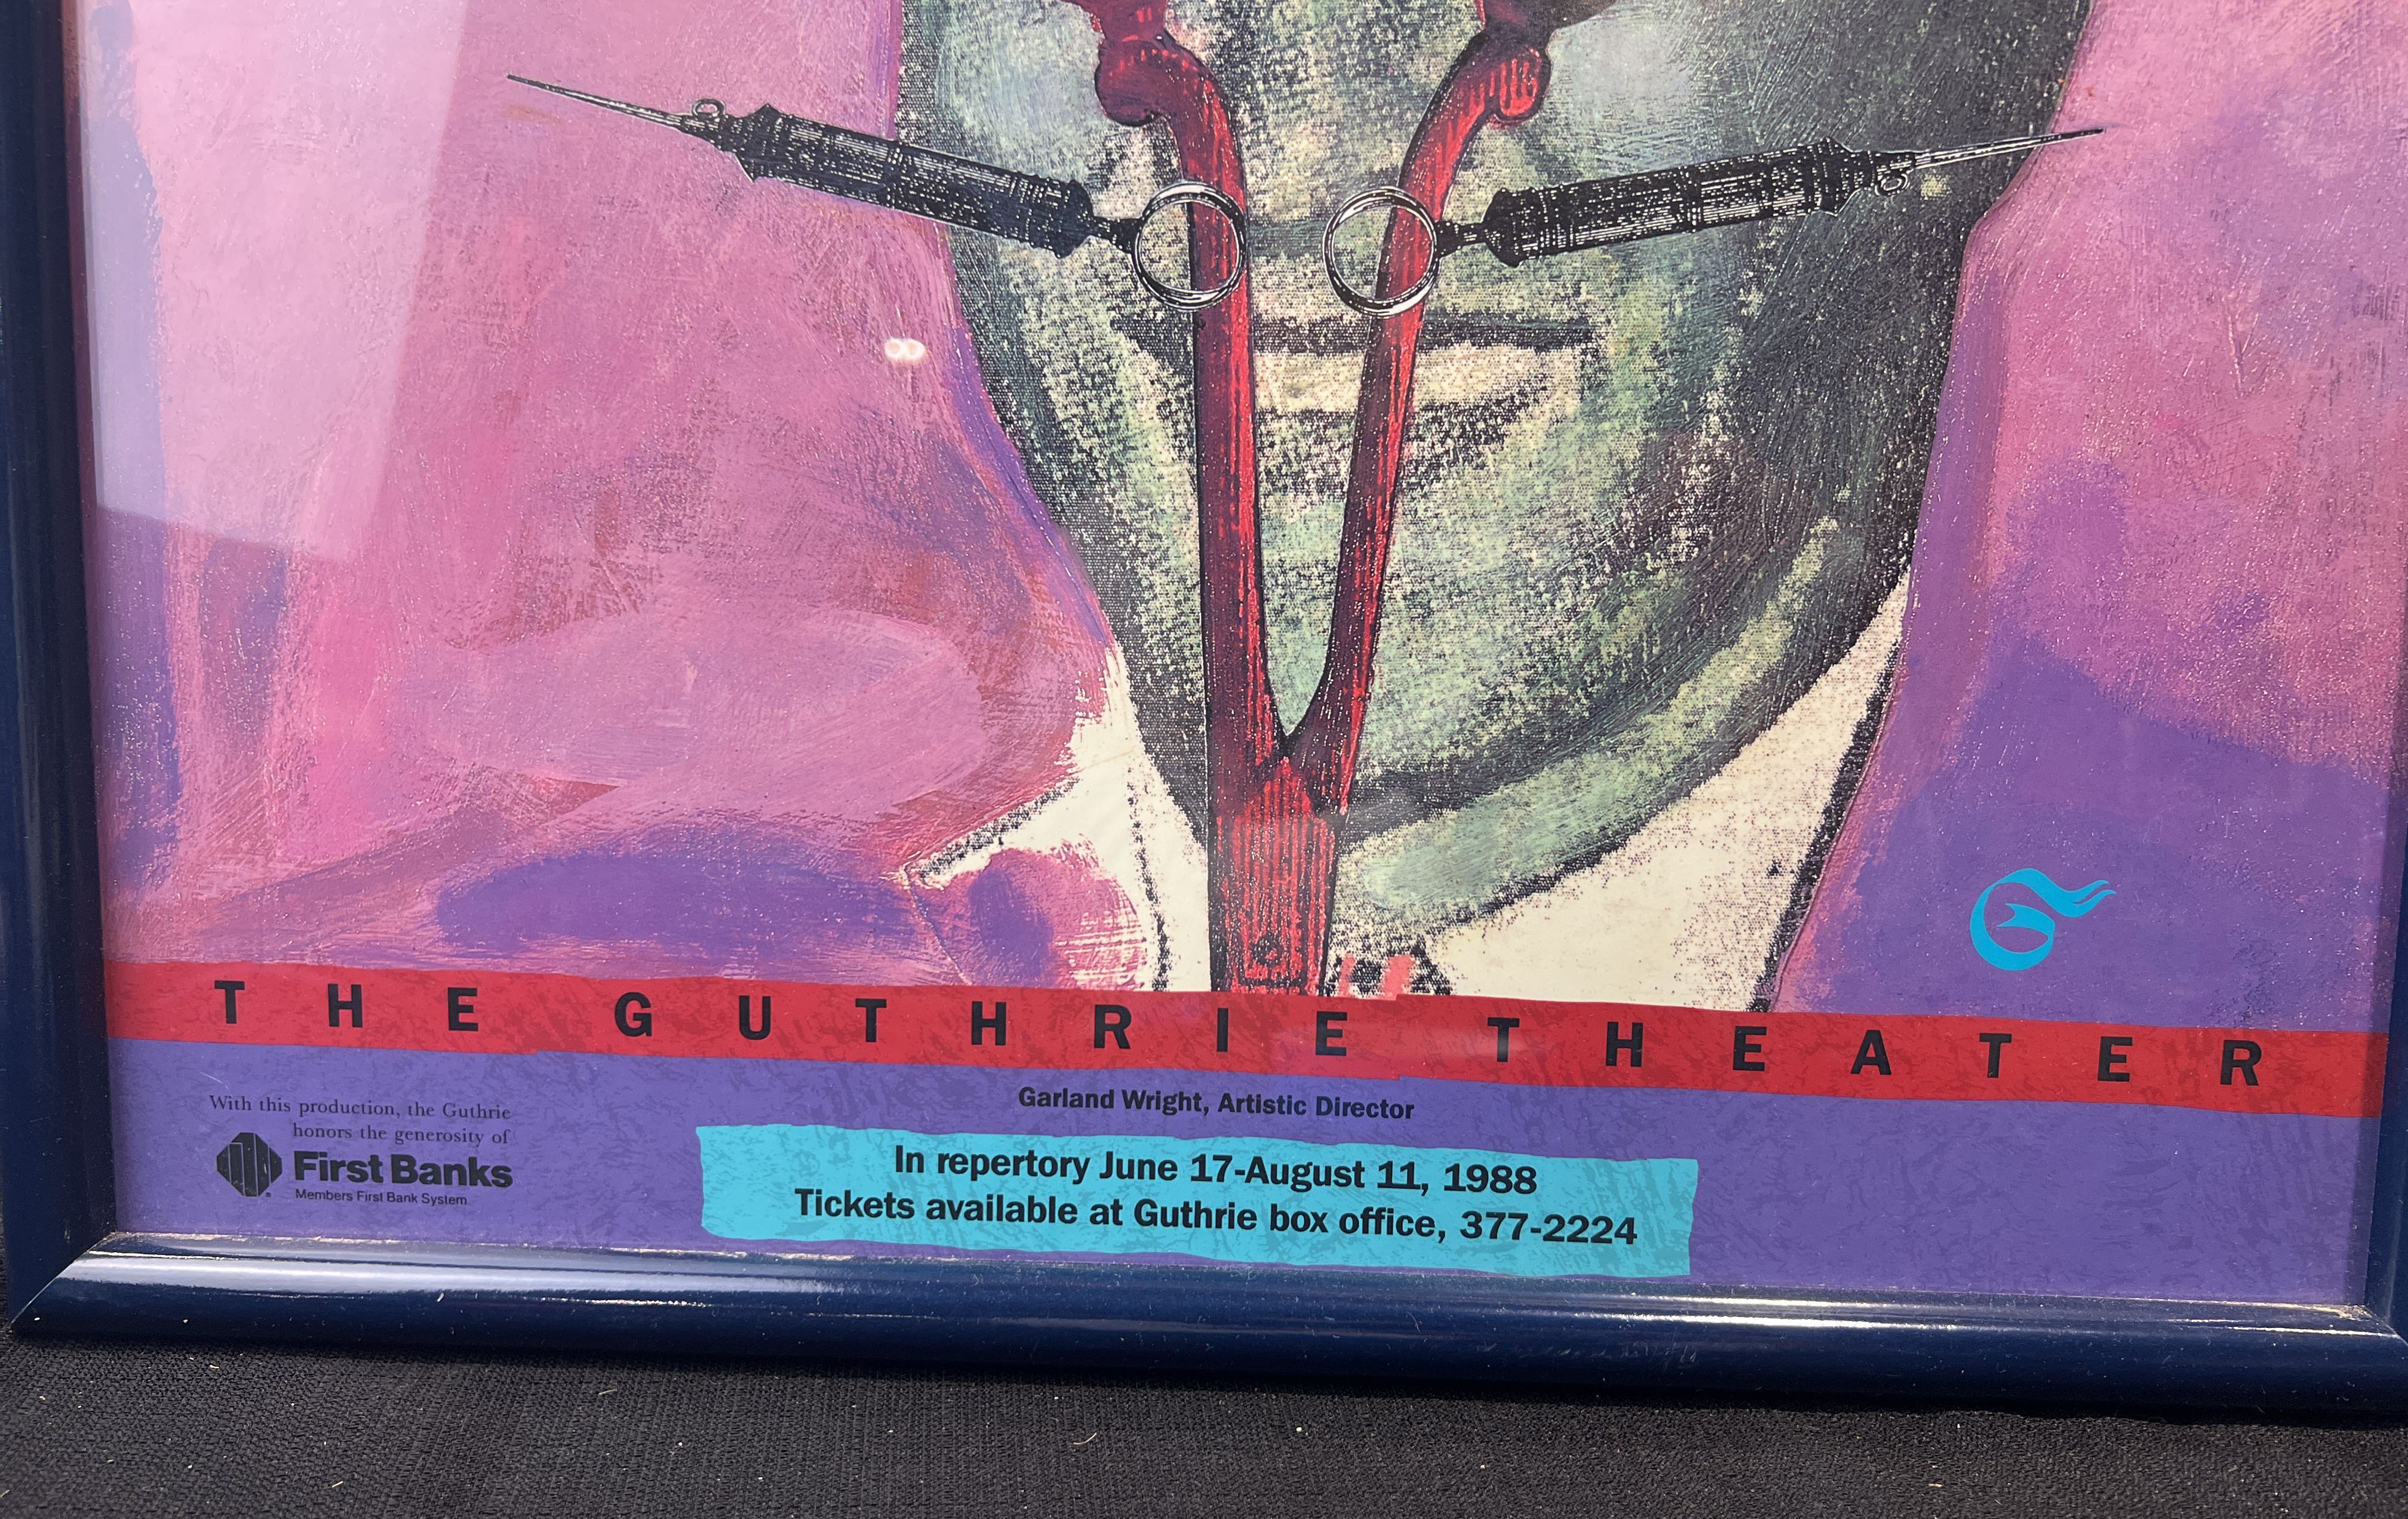 THE GUTHRIE THEATER
Garland Wright, Artistic Director
With this production, the Guthrie
honors the generosity of
First Banks
Members First Bank System
In repertory June 17-August 11, 1988
Tickets available at Guthrie box office, 377-2224